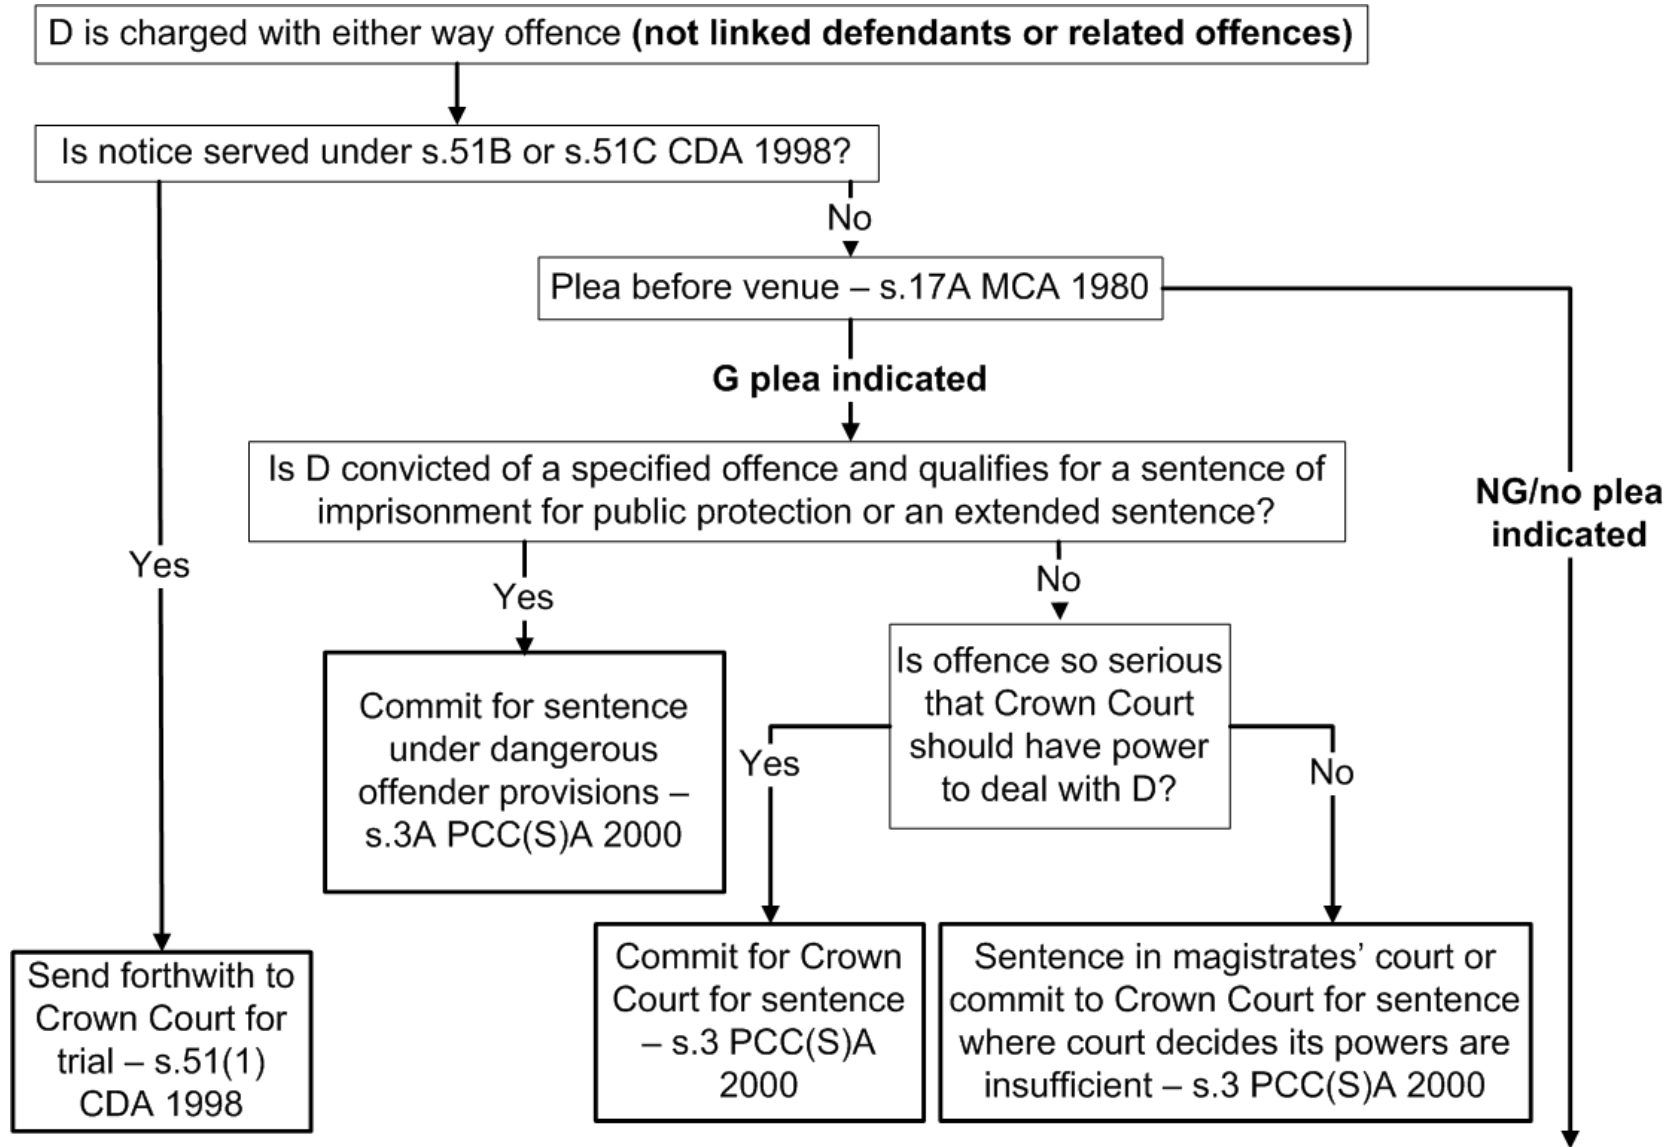 D is charged with either way offence (not linked defendants or related offences)
Is notice served under s.51B or s.51C CDA 1998?
No
Plea before venue – s.17A MCA 1980
G plea indicated
Is D convicted of a specified offence and qualifies for a sentence of
imprisonment for public protection or an extended sentence?
NG/no plea
indicated
Yes
Yes
No
Commit for sentence
under dangerous
offender provisions –
s.3A PCC(S)A 2000
Is offence so serious
that Crown Court
should have power
to deal with D?
Yes
No
Send forthwith to
Crown Court for
trial – s.51(1)
CDA 1998
Commit for Crown
Court for sentence
– s.3 PCC(S)A
2000
Sentence in magistrates’ court or
commit to Crown Court for sentence
where court decides its powers are
insufficient – s.3 PCC(S)A 2000